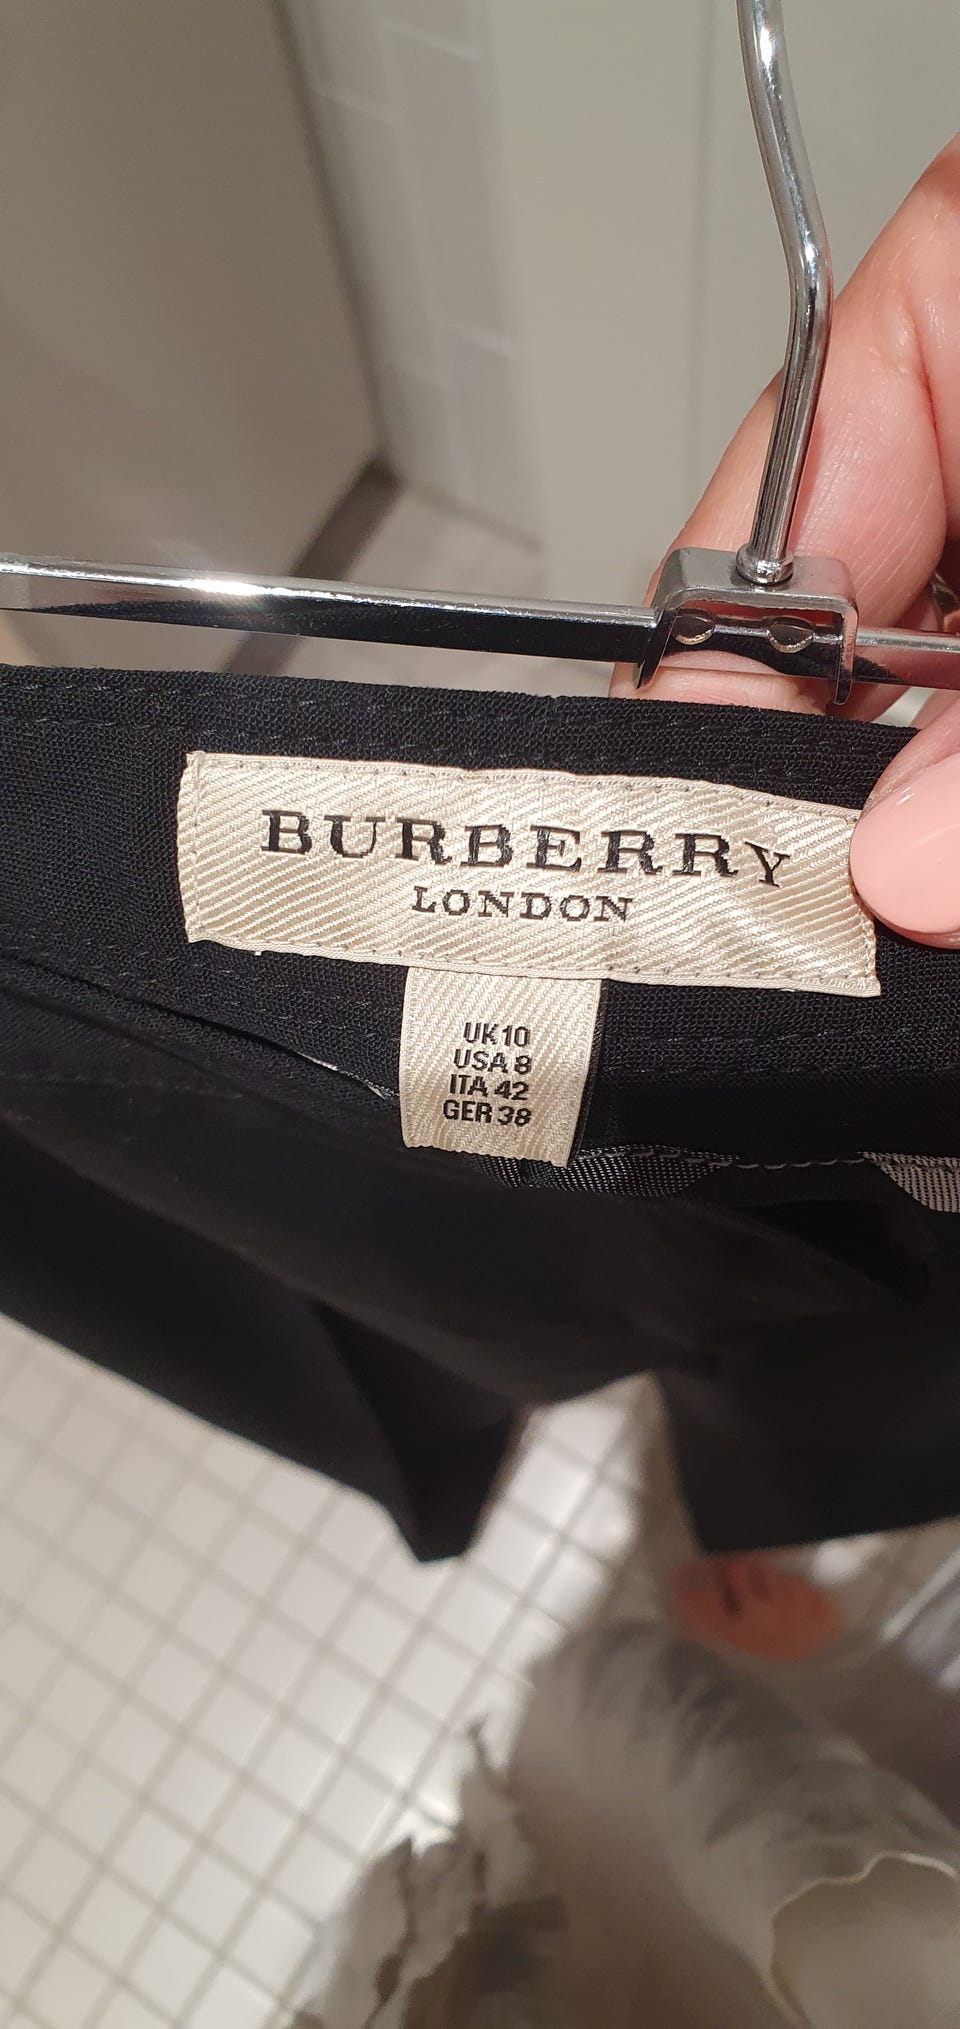 BURBERRY
LONDON
UK10
USA 8
ITA 42
GER 38